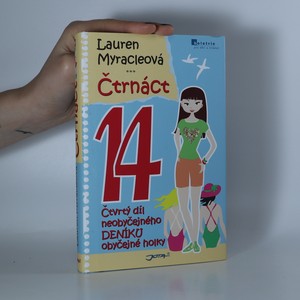 Lauren
Myracleová
...
Čtrnáct
14
Čtvrtý díl
neobyčejného
DENÍKU
obyčejné holky